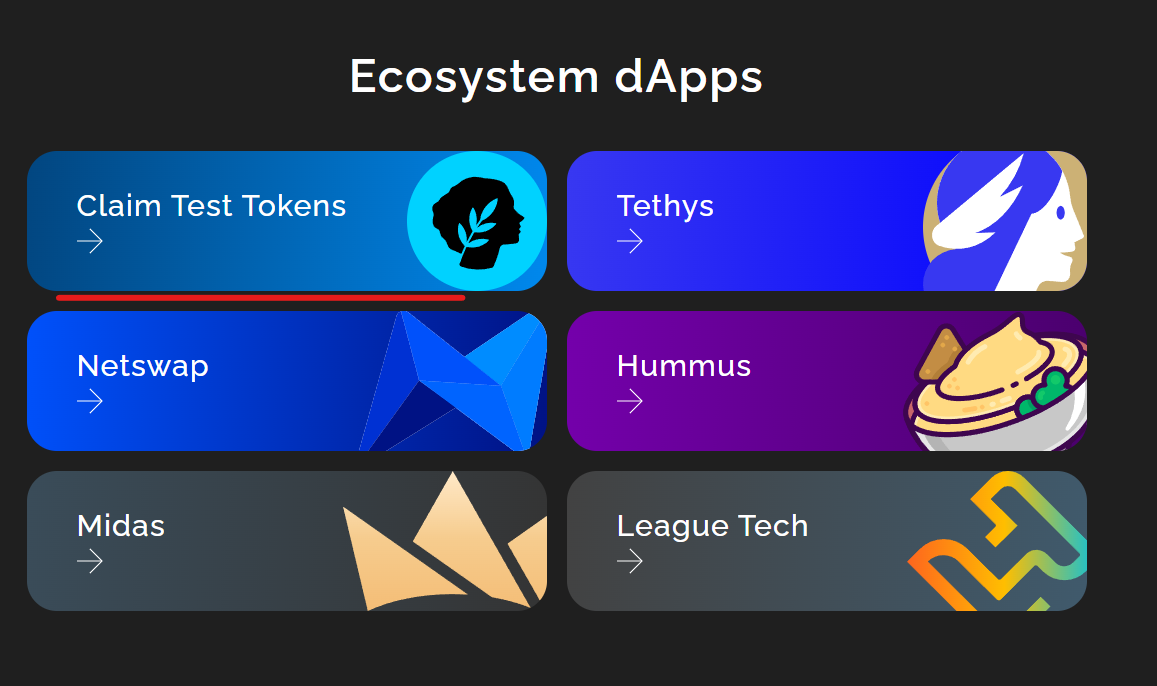 Ecosystem dApps
Claim Test Tokens
Tethys
Netswap
Hummus
Midas
League Tech